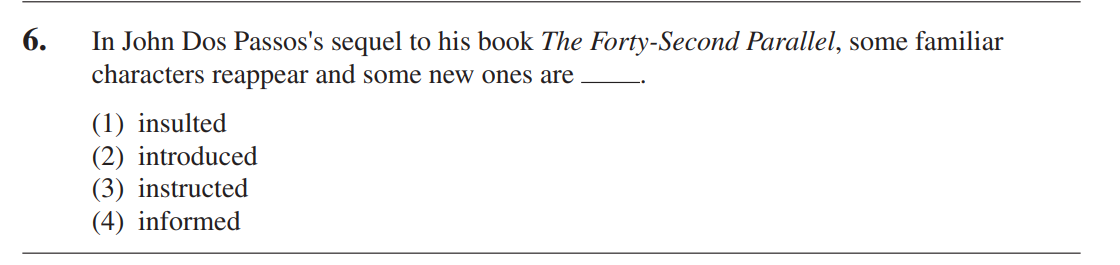 6. In John Dos Passos's sequel to his book The Forty-Second Parallel, some familiar
characters reappear and some new ones are _____.
(1) insulted
(2) introduced
(3) instructed
(4) informed